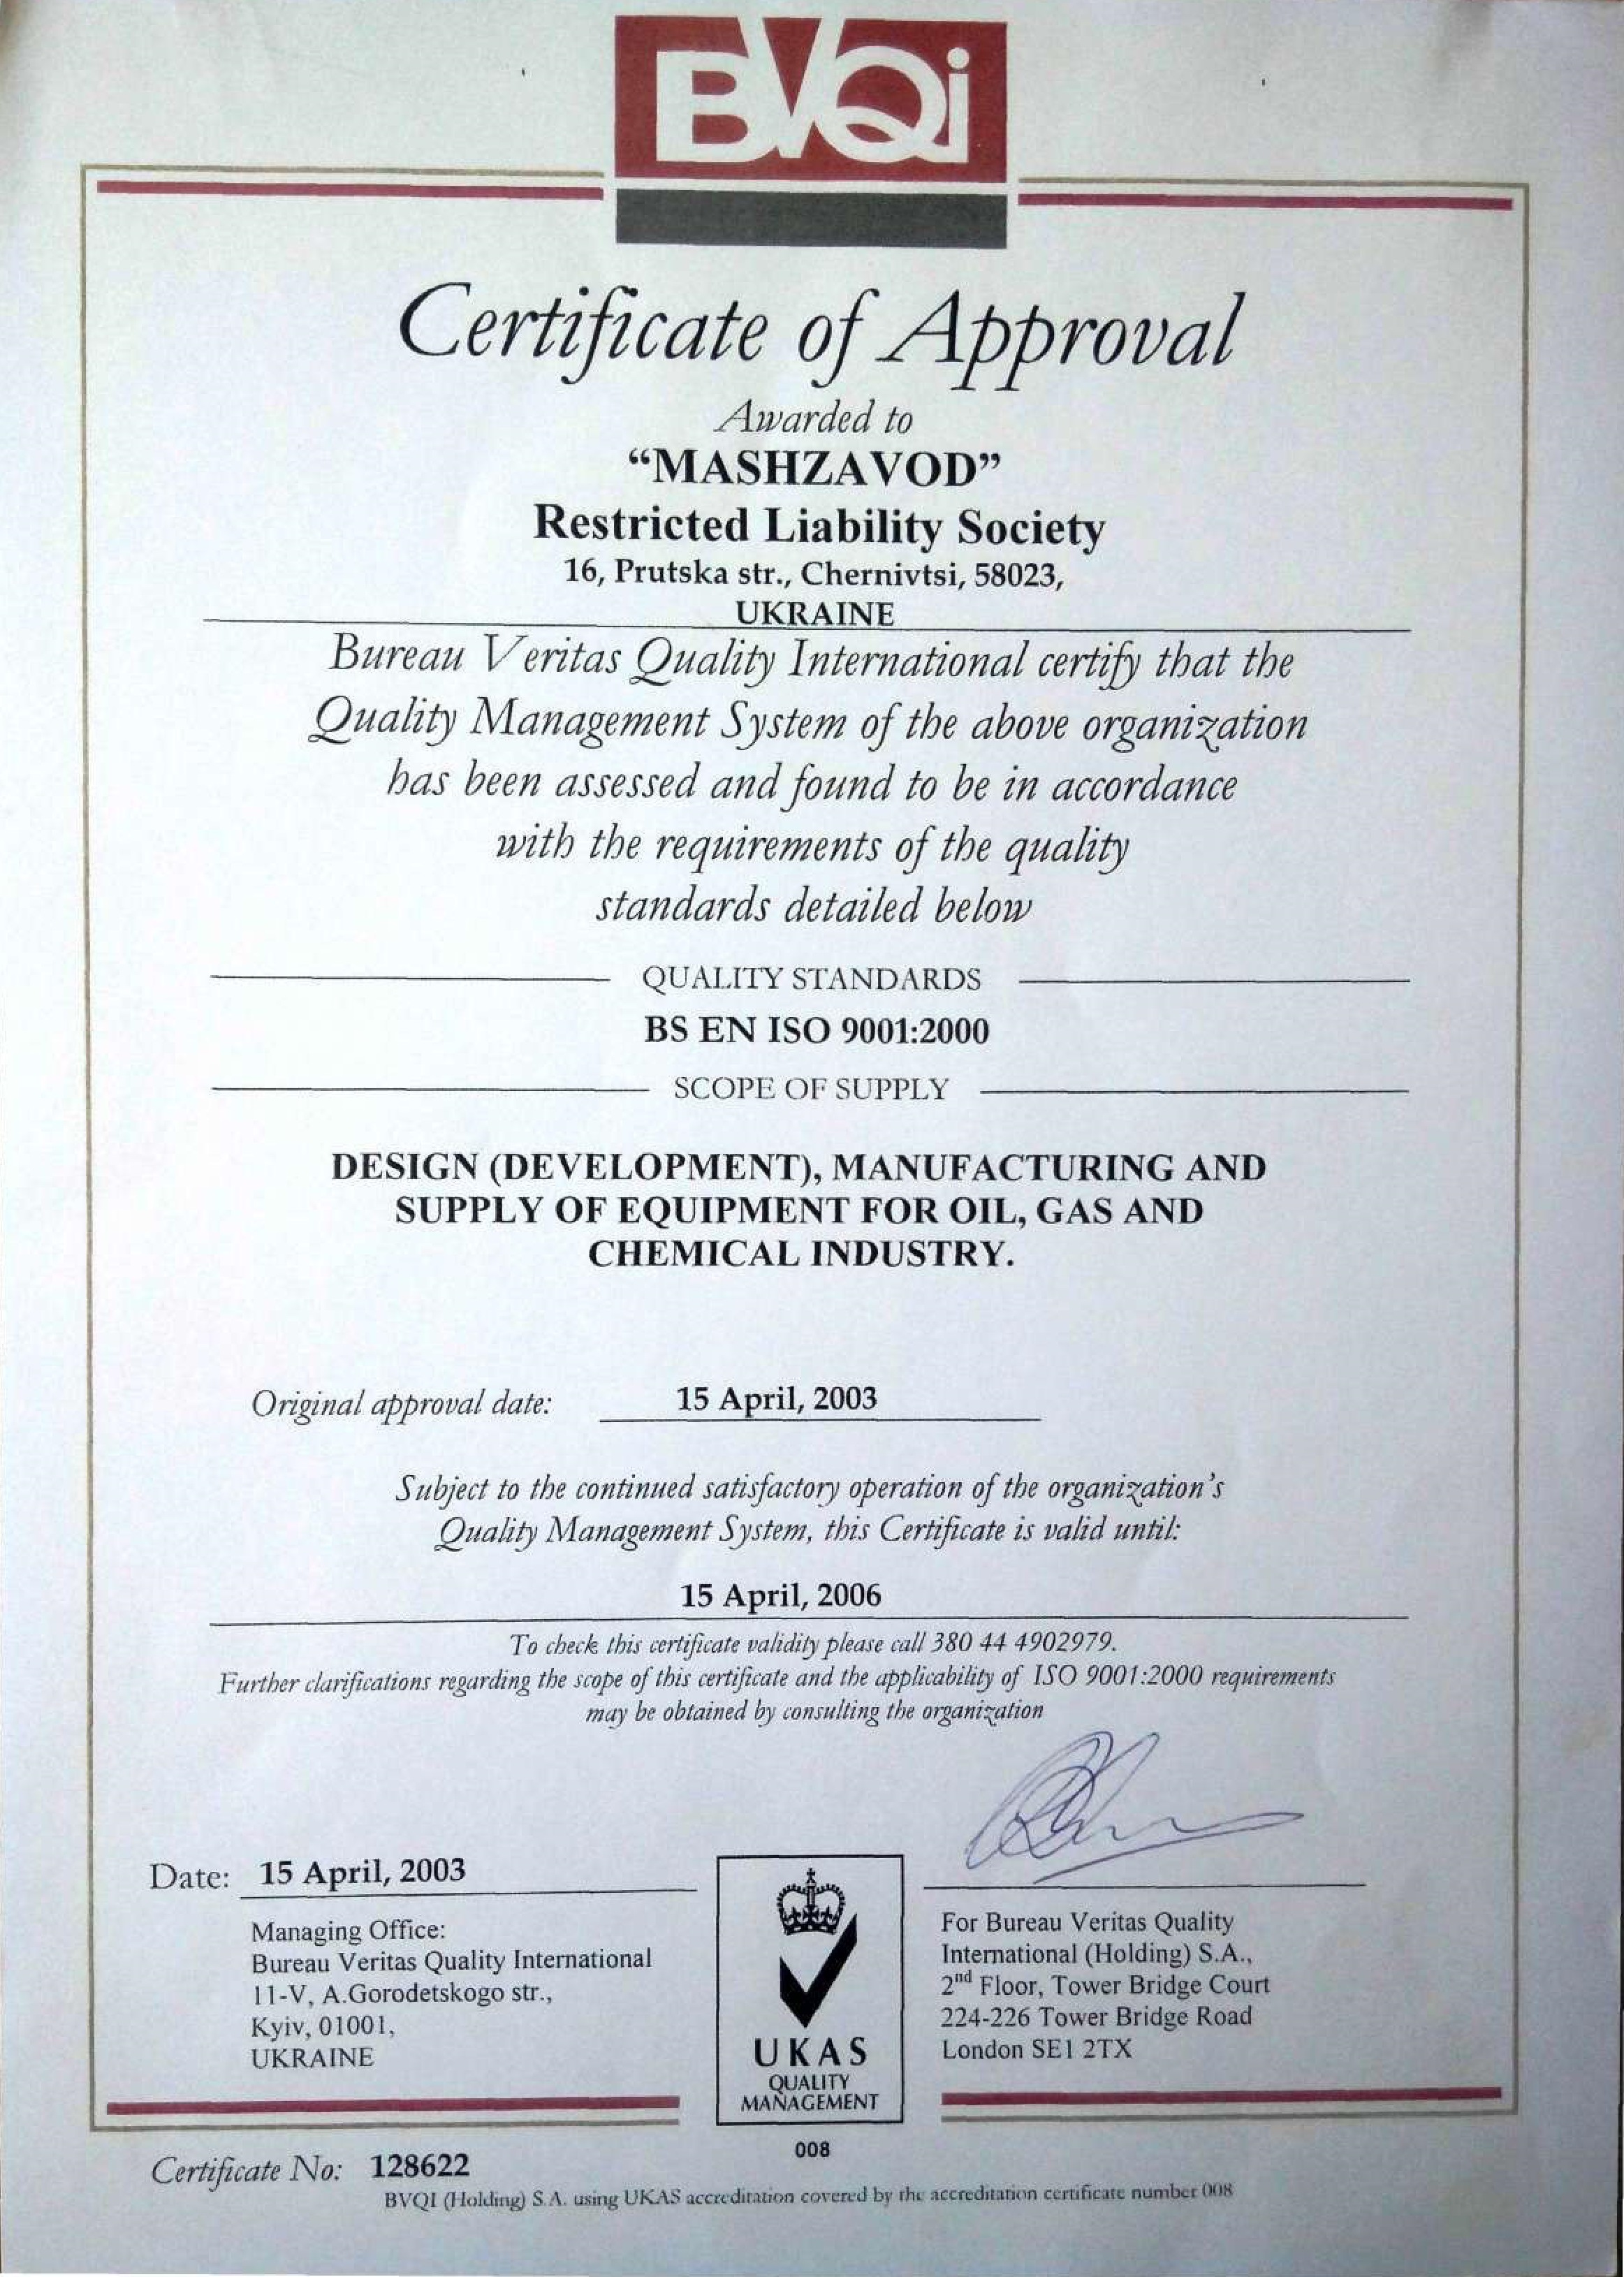 BVQi
Certificate of Approval
Awarded to
“MASHZAVOD”
Restricted Liability Society
16, Prutska str., Chernivtsi, 58023,
UKRAINE
Bureau Veritas Quality International certify that the
Quality Management System of the above organization
has been assessed and found to be in accordance
with the requirements of the quality
standards detailed below
QUALITY STANDARDS
BS EN ISO 9001:2000
SCOPE OF SUPPLY
DESIGN (DEVELOPMENT), MANUFACTURING AND
SUPPLY OF EQUIPMENT FOR OIL, GAS AND
CHEMICAL INDUSTRY.
Original approval date: 15 April, 2003
Subject to the continued satisfactory operation of the organization's
Quality Management System, this Certificate is valid until:
15 April, 2006
To check this certificate validity please call 380 44 4902979.
Further clarifications regarding the scope of this certificate and the applicability of ISO 9001:2000 requirements
may be obtained by consulting the organization
Date: 15 April, 2003
Managing Office:
Bureau Veritas Quality International
11-V, A.Gorodetskogo str.,
Kyiv, 01001,
UKRAINE
UKAS
QUALITY
MANAGEMENT
008
For Bureau Veritas Quality
International (Holding) S.A.,
2nd Floor, Tower Bridge Court
224-226 Tower Bridge Road
London SE1 2TX
Certificate No: 128622
BVQI (Holding) S.A. using UKAS accreditation covered by the accreditation certificate number 008